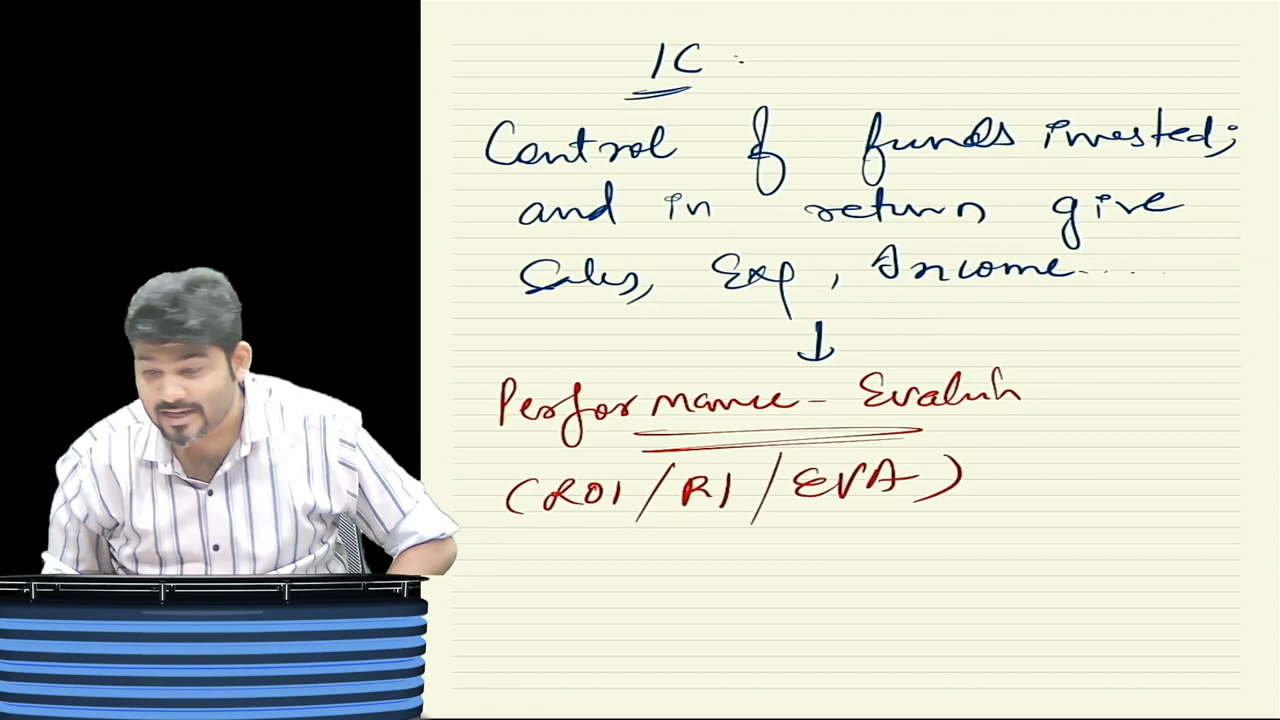 IC :
Control of funds invested;
and in return give
Sales, Exp, Income.....
↓
Performance - Evaluation
(ROI / RI / EVA)